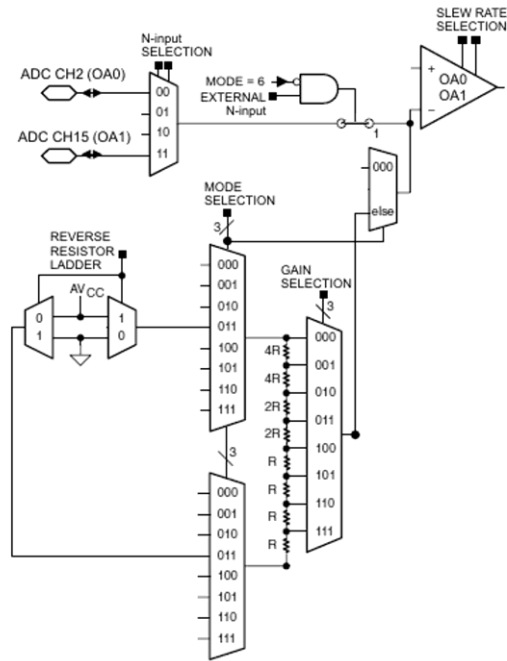 SLEW RATE
SELECTION
N-input
SELECTION
ADC CH2 (OA0)
00
01
10
11
ADC CH15 (OA1)
MODE = 6
EXTERNAL
N-input
1
+
OA0
OA1
−
000
else
MODE
SELECTION
3
REVERSE
RESISTOR
LADDER
AVCC
0
1
1
0
000
001
010
011
100
101
110
111
GAIN
SELECTION
3
000
001
010
011
100
101
110
111
4R
4R
2R
2R
R
R
R
R
3
000
001
010
011
100
101
110
111